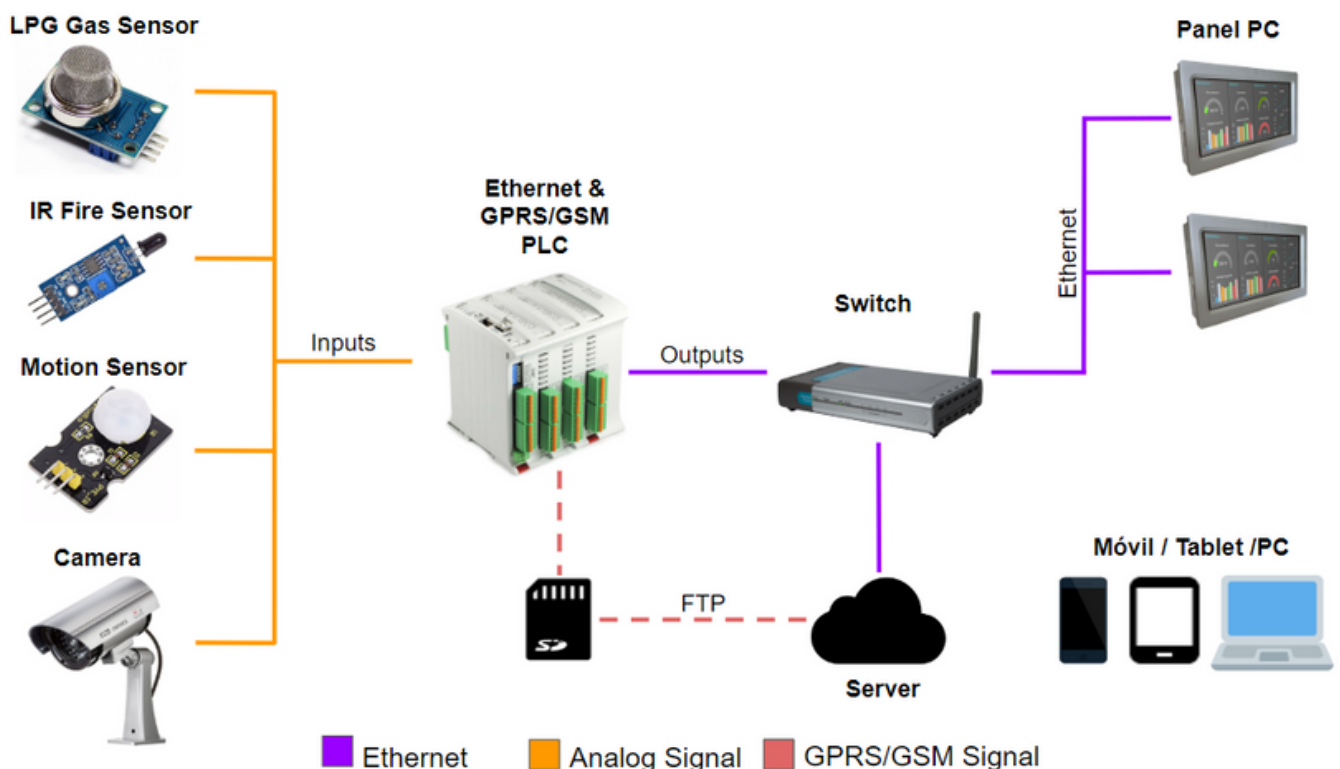 LPG Gas Sensor
Panel PC
IR Fire Sensor
Ethernet &
GPRS/GSM
PLC
Ethernet
Switch
Inputs
Outputs
Motion Sensor
Camera
Móvil / Tablet /PC
FTP
SD
Server
Ethernet
Analog Signal
GPRS/GSM Signal